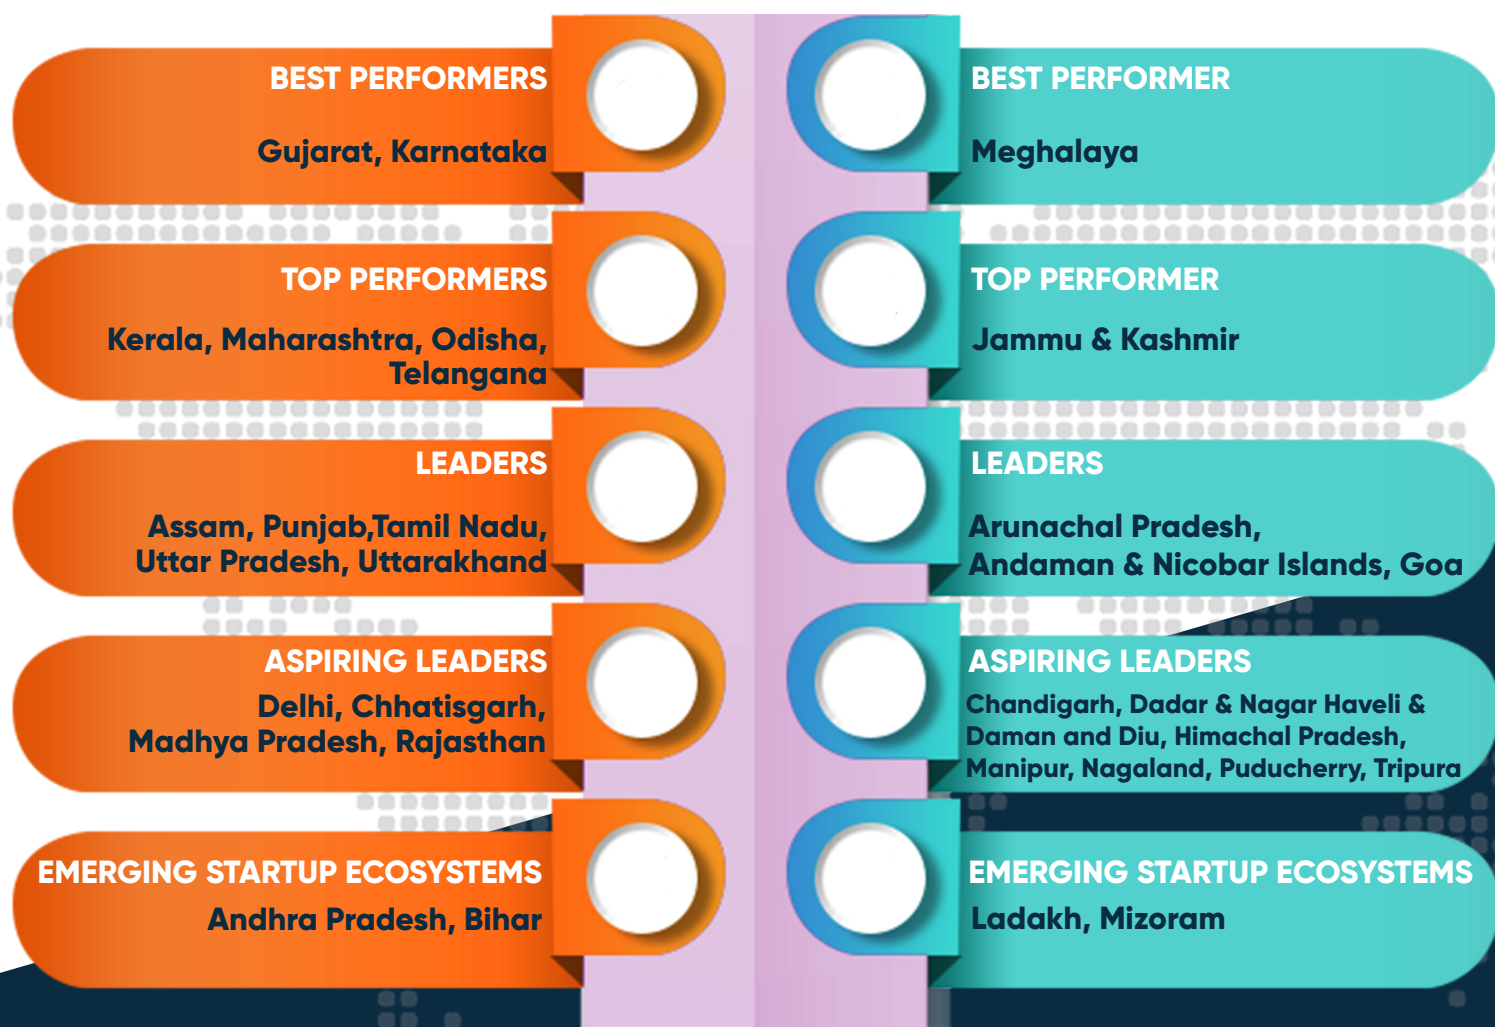 BEST PERFORMERS
Gujarat, Karnataka
TOP PERFORMERS
Kerala, Maharashtra, Odisha,
Telangana
LEADERS
Assam, Punjab,Tamil Nadu,
Uttar Pradesh, Uttarakhand
ASPIRING LEADERS
Delhi, Chhatisgarh,
Madhya Pradesh, Rajasthan
EMERGING STARTUP ECOSYSTEMS
Andhra Pradesh, Bihar
BEST PERFORMER
Meghalaya
TOP PERFORMER
Jammu & Kashmir
LEADERS
Arunachal Pradesh,
Andaman & Nicobar Islands, Goa
ASPIRING LEADERS
Chandigarh, Dadar & Nagar Haveli &
Daman and Diu, Himachal Pradesh,
Manipur, Nagaland, Puducherry, Tripura
EMERGING STARTUP ECOSYSTEMS
Ladakh, Mizoram